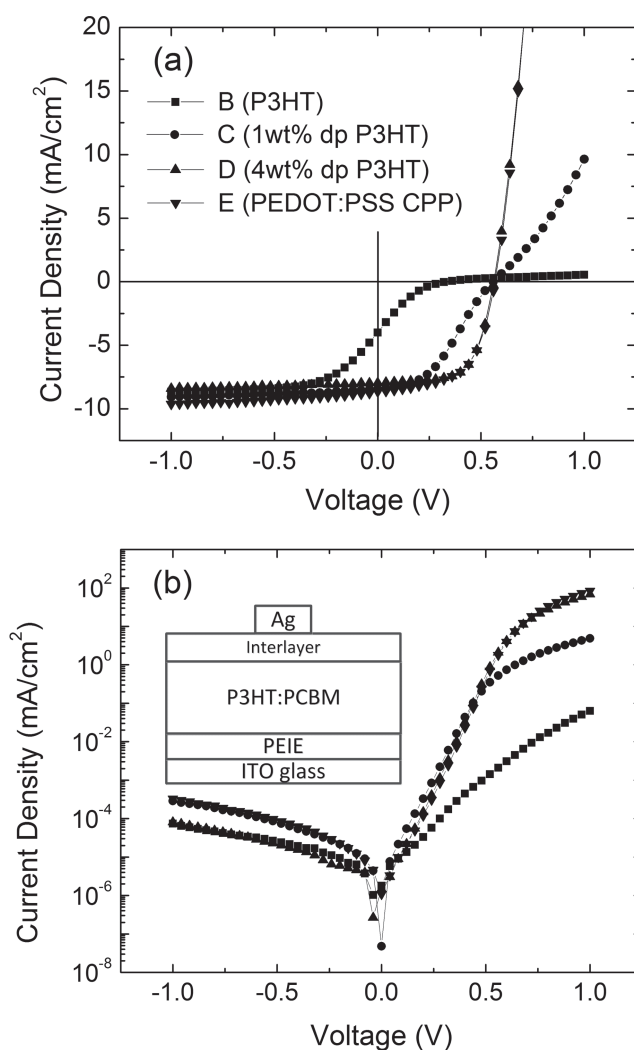 20
(a)
15
B (P3HT)
C (1wt% dp P3HT)
10
D (4wt% dp P3HT)
E (PEDOT:PSS CPP)
5
0
-5
-10
Current Density (mA/cm²)
-1.0 -0.5 0.0 0.5 1.0
Voltage (V)
(b)
10²
Ag
Interlayer
10⁰
P3HT:PCBM
10⁻²
PEIE
ITO glass
10⁻⁴
10⁻⁶
10⁻⁸
Current Density (mA/cm²)
-1.0 -0.5 0.0 0.5 1.0
Voltage (V)